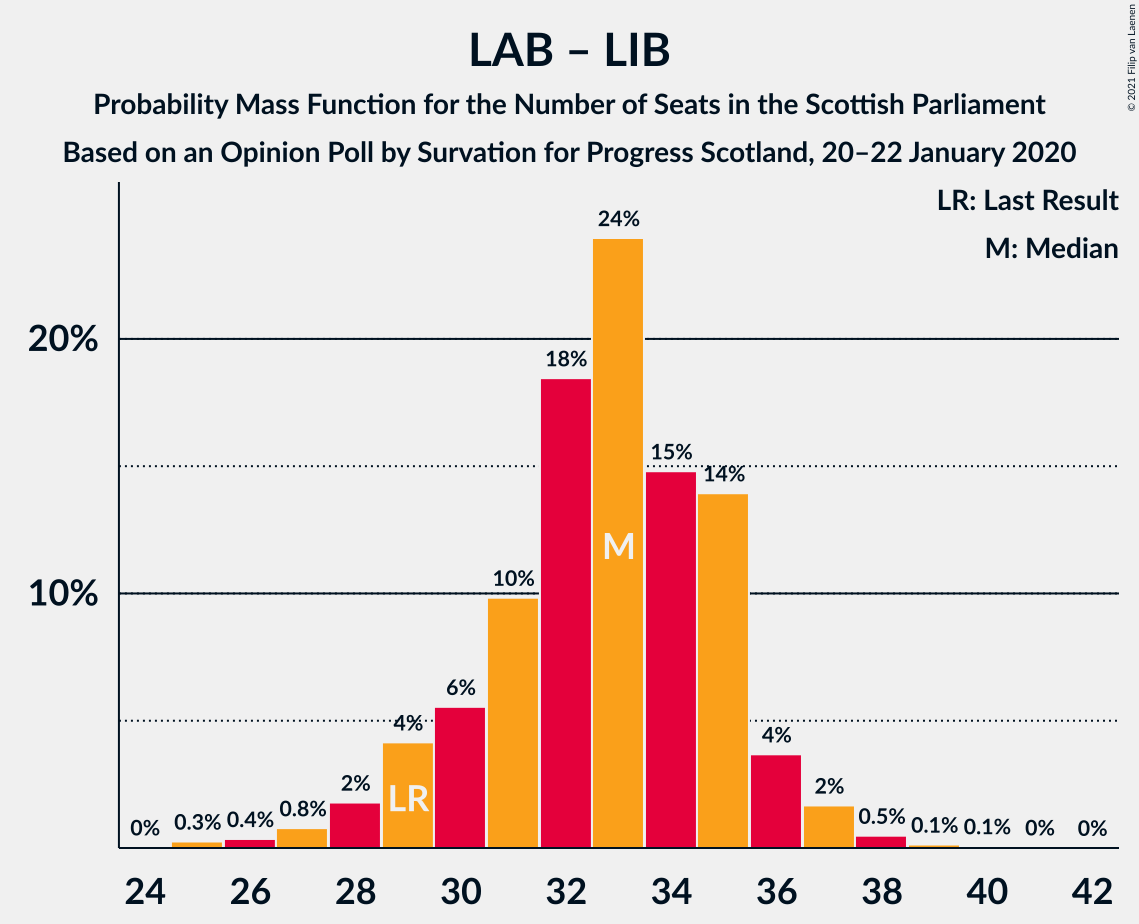 LAB – LIB
Probability Mass Function for the Number of Seats in the Scottish Parliament
Based on an Opinion Poll by Survation for Progress Scotland, 20–22 January 2020
© 2021 Filip van Laenen
LR: Last Result
M: Median
20%
10%
0%
0.3%
0.4%
0.8%
2%
4%
6%
10%
18%
24%
15%
14%
4%
2%
0.5%
0.1%
0.1%
0%
0%
LR
M
24 26 28 30 32 34 36 38 40 42